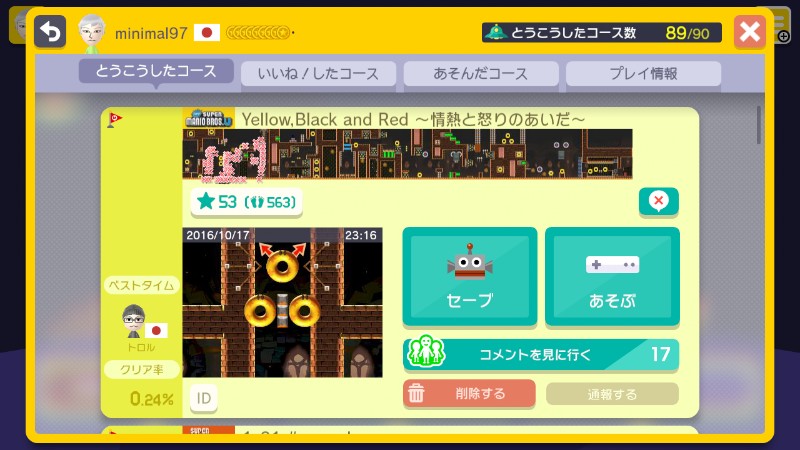 minimal97
とうこうしたコース数 89/90
とうこうしたコース
いいね！したコース
あそんだコース
プレイ情報
SUPER MARIO BROS. U
Yellow,Black and Red ～情熱と怒りのあいだ～
53 (563)
2016/10/17 23:16
ベストタイム
トロル
クリア率
0.24%
セーブ
あそぶ
コメントを見に行く 17
ID
削除する
通報する
SUPER